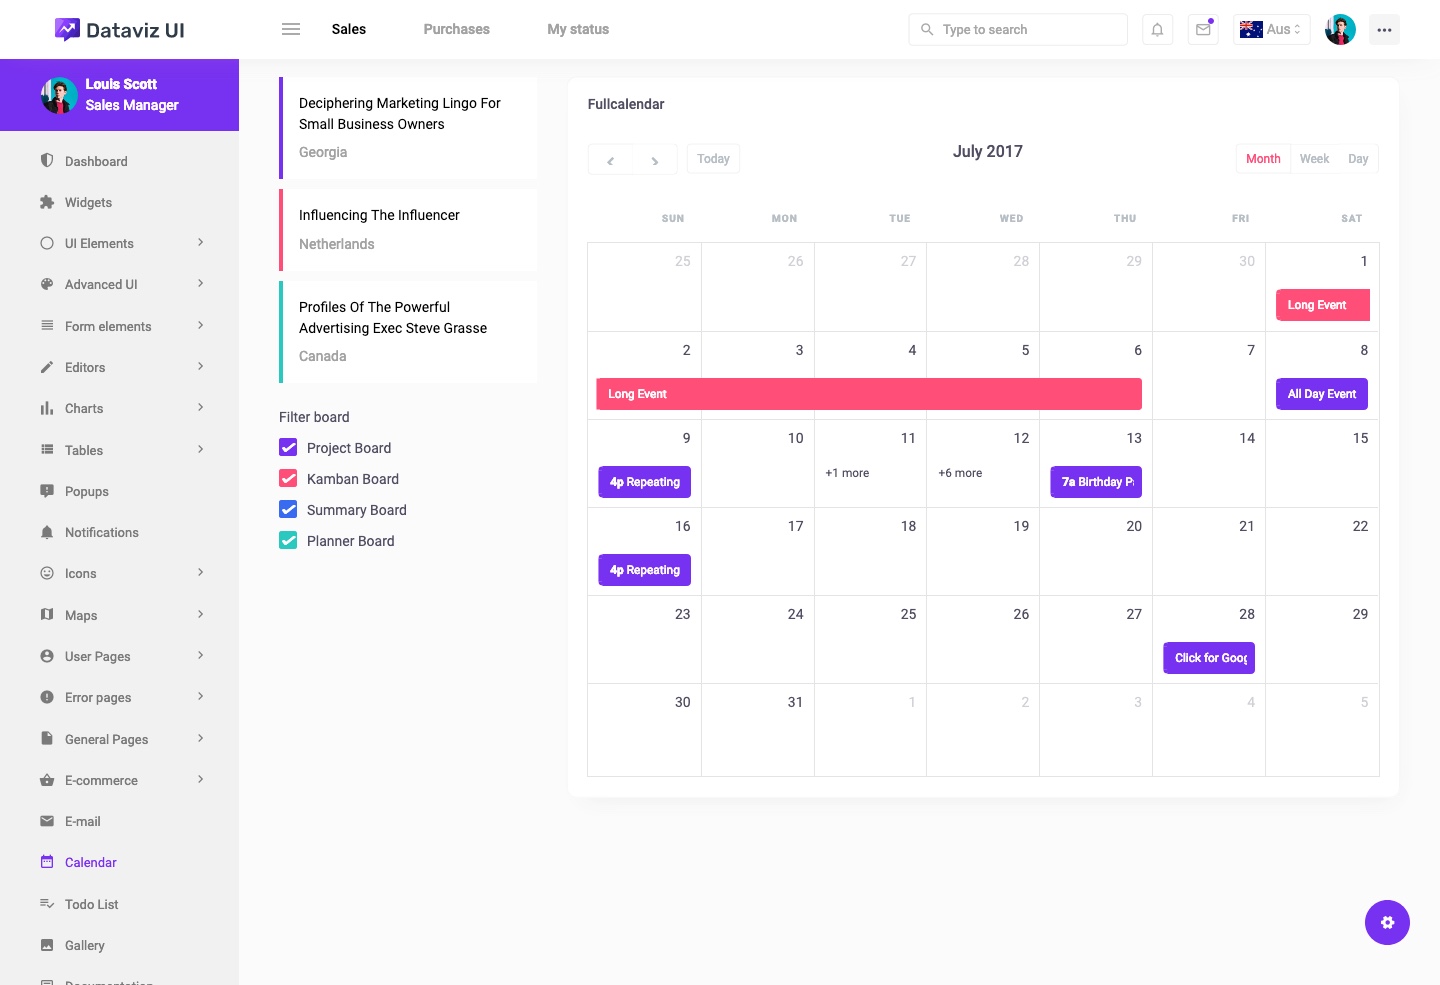 Dataviz UI
Sales
Purchases
My status
Type to search
Aus
Louis Scott
Sales Manager
Dashboard
Widgets
UI Elements
Advanced UI
Form elements
Editors
Charts
Tables
Popups
Notifications
Icons
Maps
User Pages
Error pages
General Pages
E-commerce
E-mail
Calendar
Todo List
Gallery
Deciphering Marketing Lingo For
Small Business Owners
Georgia
Influencing The Influencer
Netherlands
Profiles Of The Powerful
Advertising Exec Steve Grasse
Canada
Filter board
Project Board
Kamban Board
Summary Board
Planner Board
Fullcalendar
Today
July 2017
Month Week Day
SUN MON TUE WED THU FRI SAT
25 26 27 28 29 30 1
Long Event
2 3 4 5 6 7 8
Long Event All Day Event
9 10 11 12 13 14 15
4p Repeating +1 more +6 more 7a Birthday P
16 17 18 19 20 21 22
4p Repeating
23 24 25 26 27 28 29
Click for Goog
30 31 1 2 3 4 5